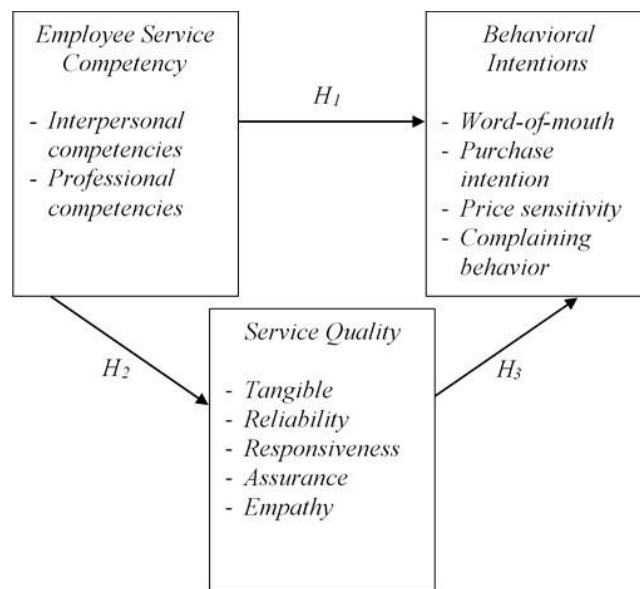 Employee Service
Competency
- Interpersonal
competencies
- Professional
competencies
H₁
Behavioral
Intentions
- Word-of-mouth
- Purchase
intention
- Price sensitivity
- Complaining
behavior
H₂
Service Quality
- Tangible
- Reliability
- Responsiveness
- Assurance
- Empathy
H₃